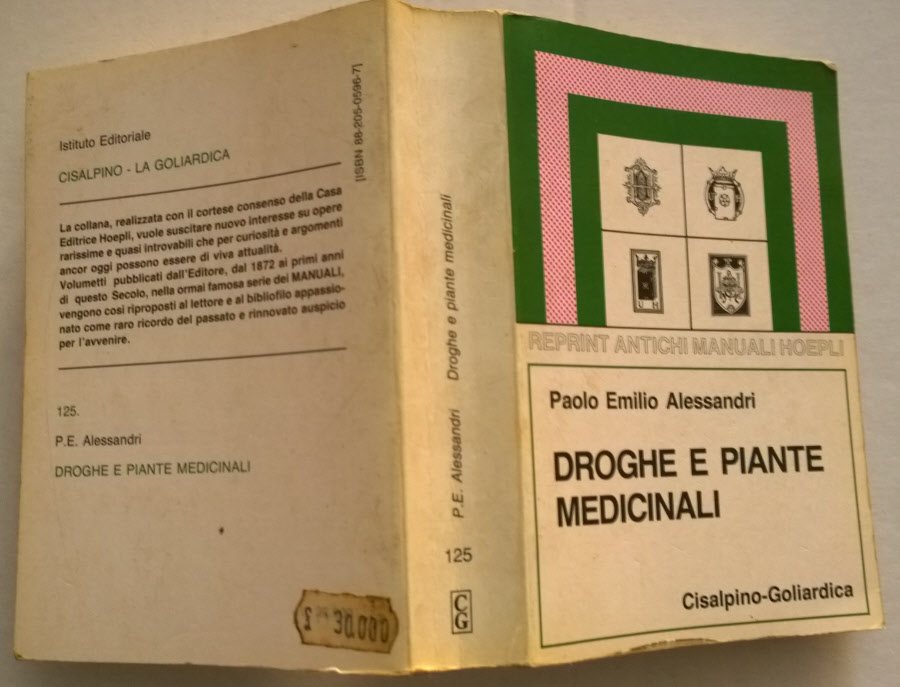 Istituto Editoriale
CISALPINO - LA GOLIARDICA
[ISBN 88-205-0596-7]
La collana, realizzata con il cortese consenso della Casa
Editrice Hoepli, vuole suscitare nuovo interesse su opere
rarissime e quasi introvabili che per curiosità e argomenti
ancor oggi possono essere di viva attualità.
Volumetti pubblicati dall'Editore, dal 1872 ai primi anni
di questo Secolo, nella ormai famosa serie dei MANUALI,
vengono così riproposti al lettore e al bibliofilo appassio-
nato come raro ricordo del passato e rinnovato auspicio
per l'avvenire.
125.
P.E. Alessandri
DROGHE E PIANTE MEDICINALI
30.000
P.E. Alessandri Droghe e piante medicinali
125
CG
UH
REPRINT ANTICHI MANUALI HOEPLI
Paolo Emilio Alessandri
DROGHE E PIANTE
MEDICINALI
Cisalpino-Goliardica